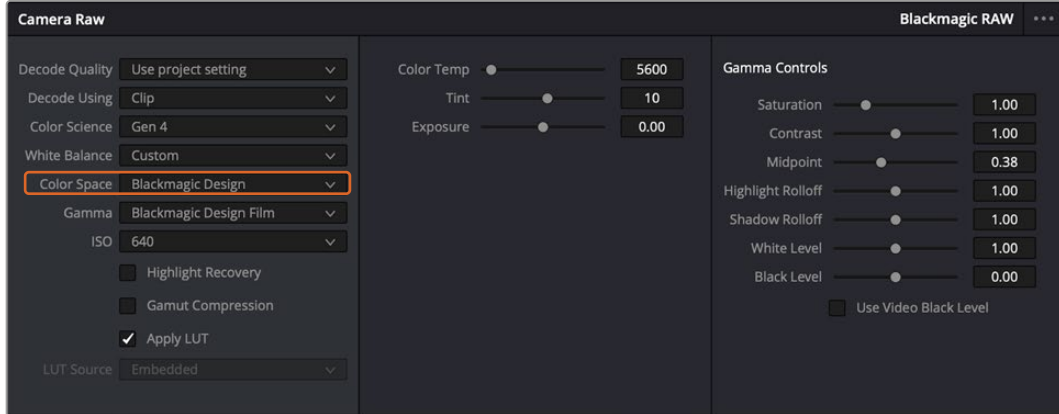 Camera Raw
Blackmagic RAW
Decode Quality Use project setting
Decode Using Clip
Color Science Gen 4
White Balance Custom
Color Space Blackmagic Design
Gamma Blackmagic Design Film
ISO 640
Highlight Recovery
Gamut Compression
Apply LUT
LUT Source Embedded
Color Temp 5600
Tint 10
Exposure 0.00
Gamma Controls
Saturation 1.00
Contrast 1.00
Midpoint 0.38
Highlight Rolloff 1.00
Shadow Rolloff 1.00
White Level 1.00
Black Level 0.00
Use Video Black Level